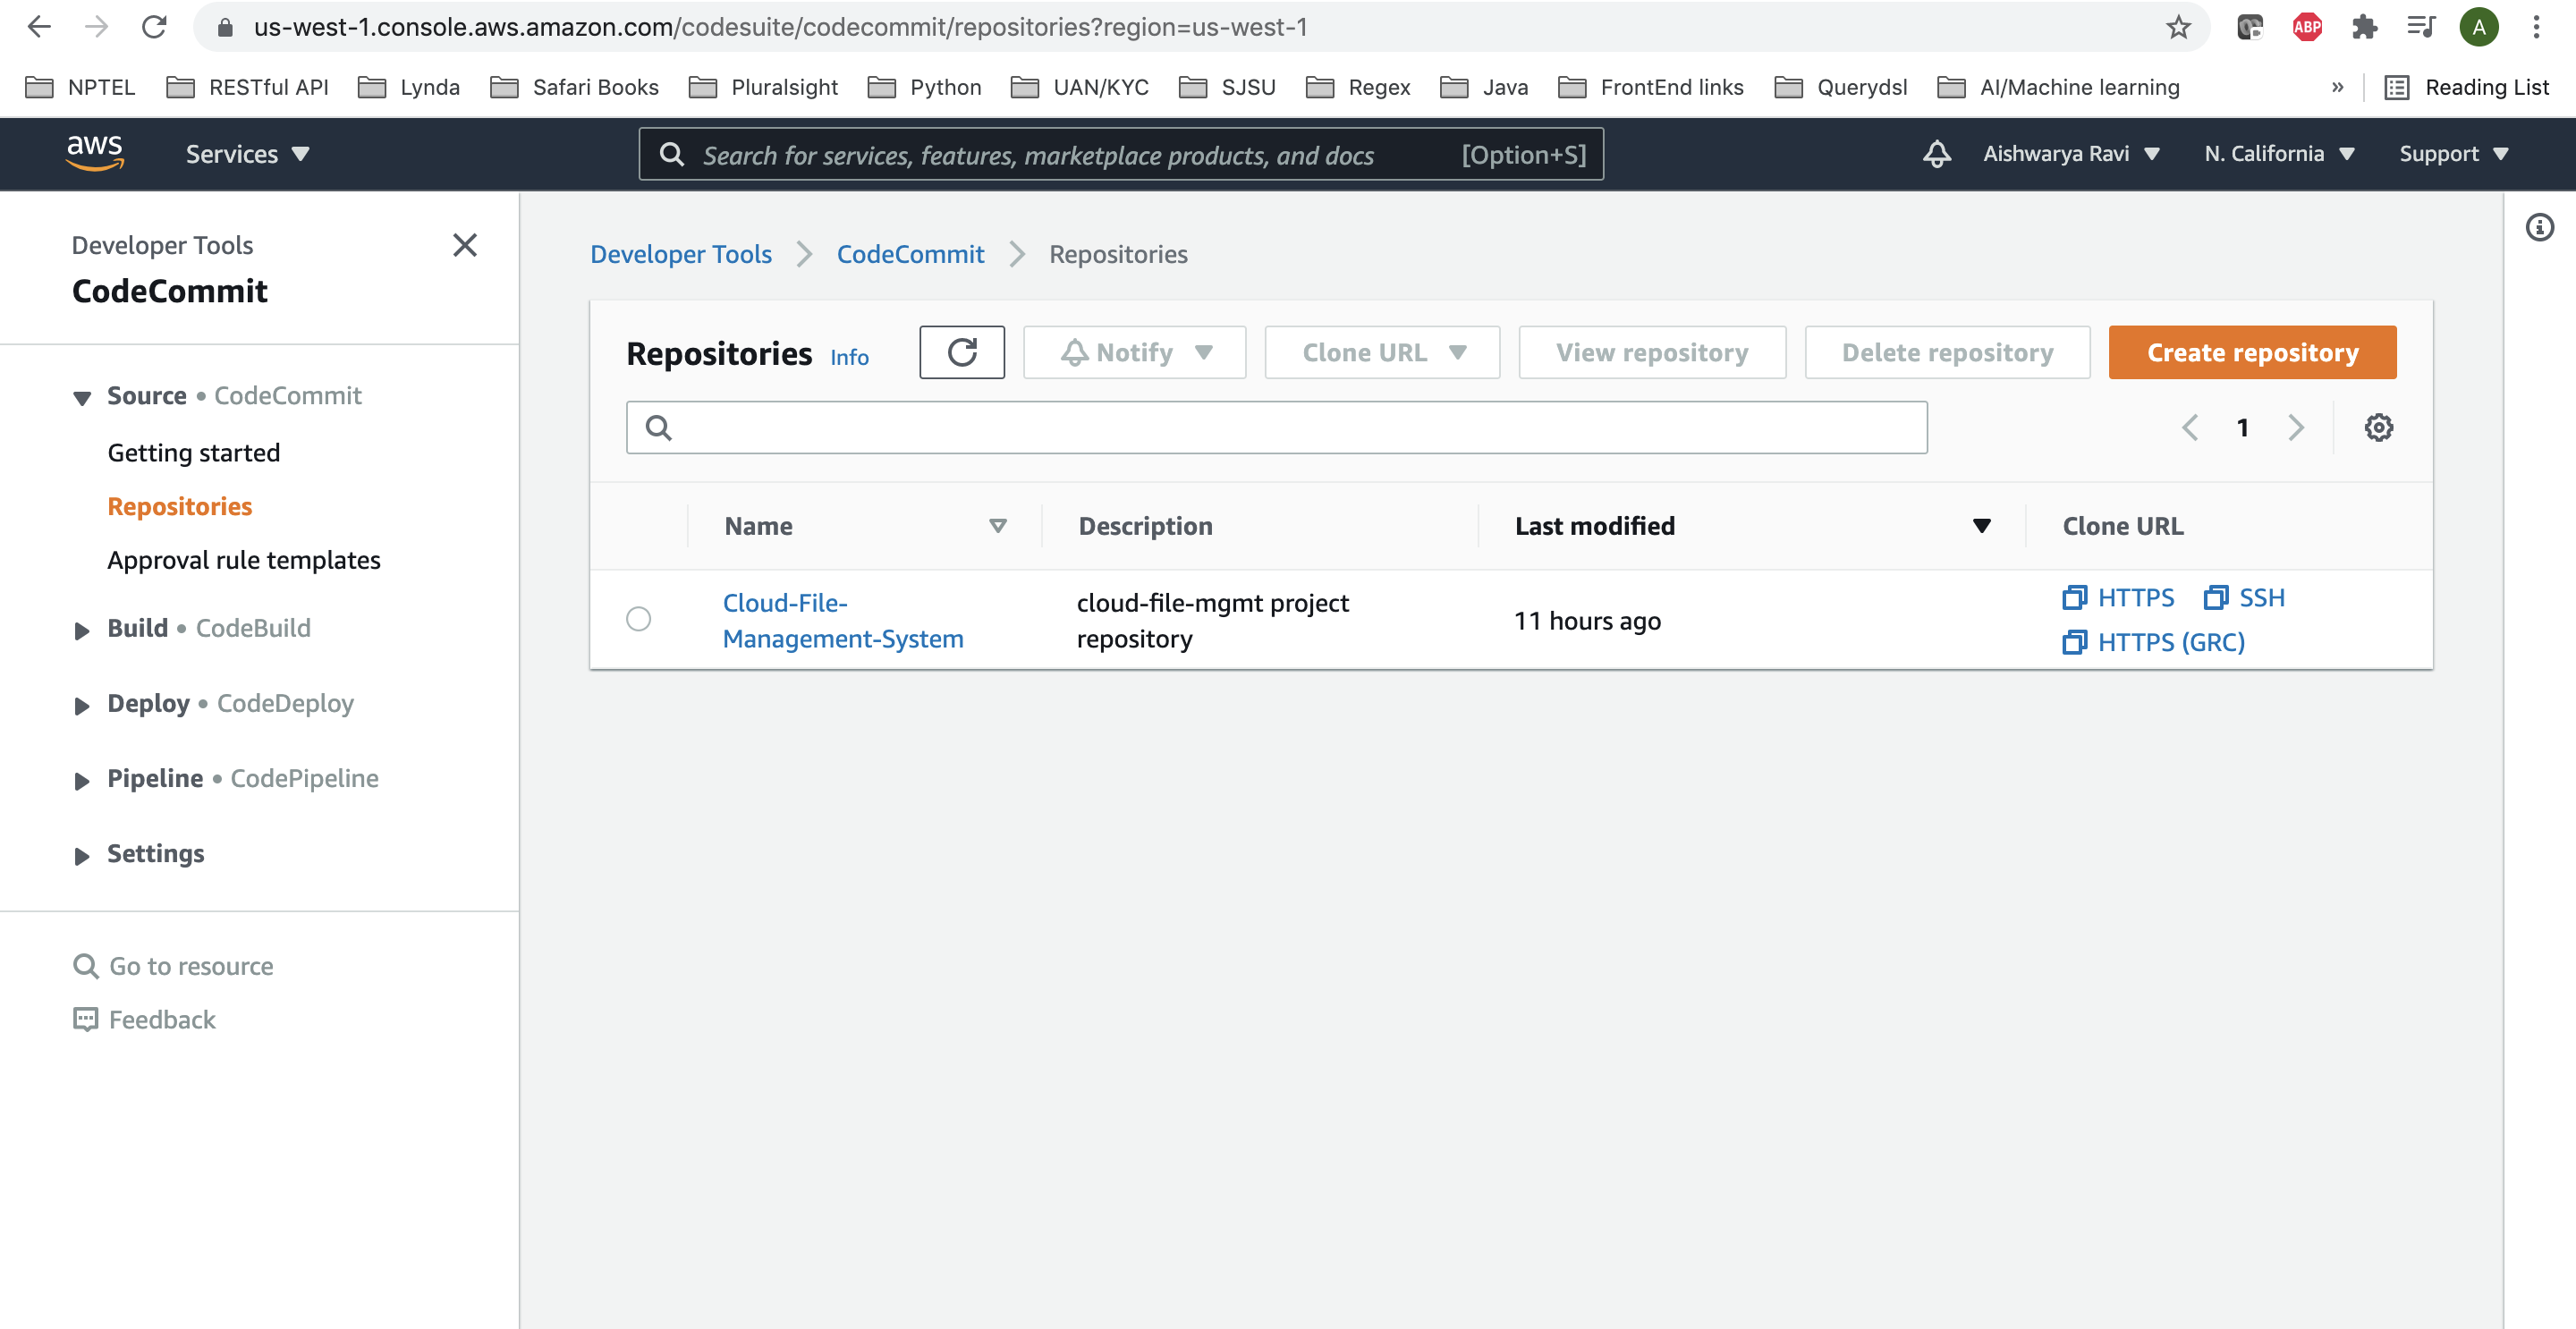 us-west-1.console.aws.amazon.com/codesuite/codecommit/repositories?region=us-west-1
ABP
A
NPTEL RESTful API Lynda Safari Books Pluralsight Python UAN/KYC SJSU Regex Java FrontEnd links Querydsl AI/Machine learning » Reading List
aws Services Search for services, features, marketplace products, and docs [Option+S] Aishwarya Ravi N. California Support
Developer Tools
CodeCommit
Source • CodeCommit
Getting started
Repositories
Approval rule templates
Build • CodeBuild
Deploy • CodeDeploy
Pipeline • CodePipeline
Settings
Go to resource
Feedback
Developer Tools CodeCommit Repositories
Repositories Info Notify Clone URL View repository Delete repository Create repository
1
Name Description Last modified Clone URL
Cloud-File-
Management-System
cloud-file-mgmt project
repository
11 hours ago
HTTPS SSH
HTTPS (GRC)